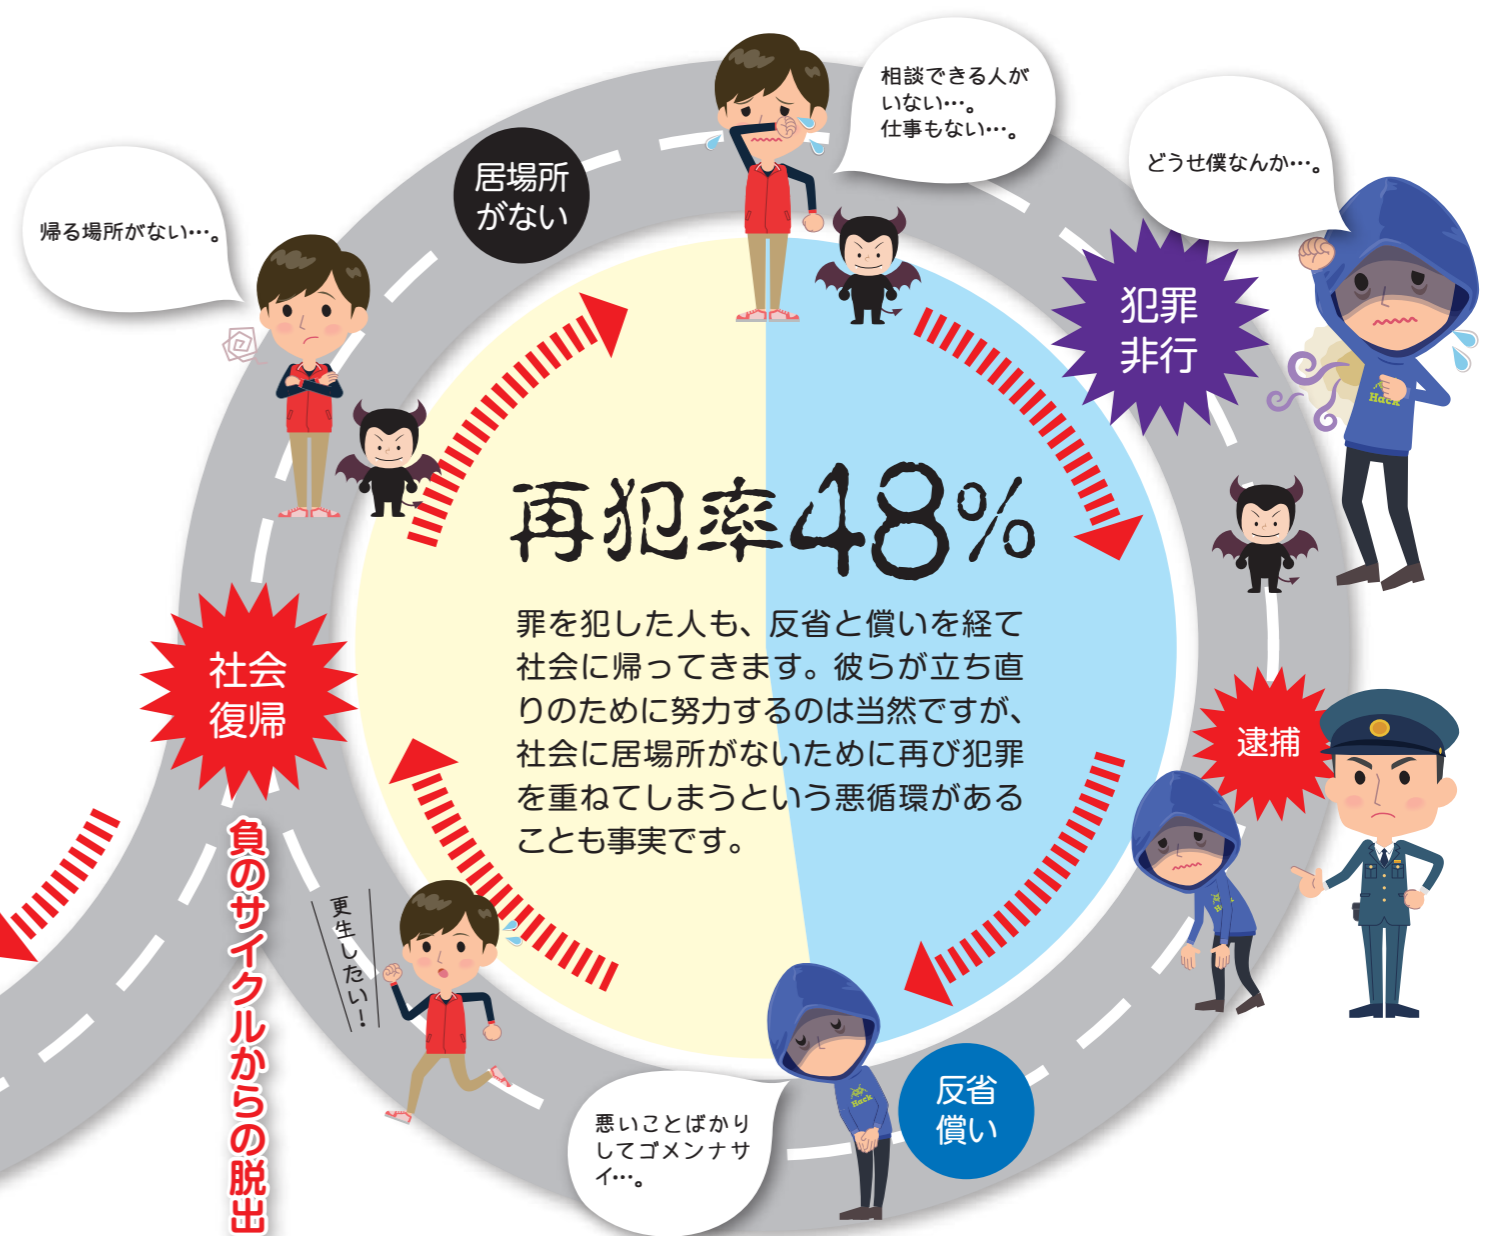 帰る場所がない…。
居場所
がない
相談できる人が
いない…。
仕事もない…。
どうせ僕なんか…。
犯罪
非行
Hack
再犯率48%
罪を犯した人も、反省と償いを経て
社会に帰ってきます。彼らが立ち直
りのために努力するのは当然ですが、
社会に居場所がないために再び犯罪
を重ねてしまうという悪循環がある
ことも事実です。
社会
復帰
逮捕
負のサイクルからの脱出
更生したい！
悪いことばかり
してゴメンナサ
イ…。
Hack
反省
償い